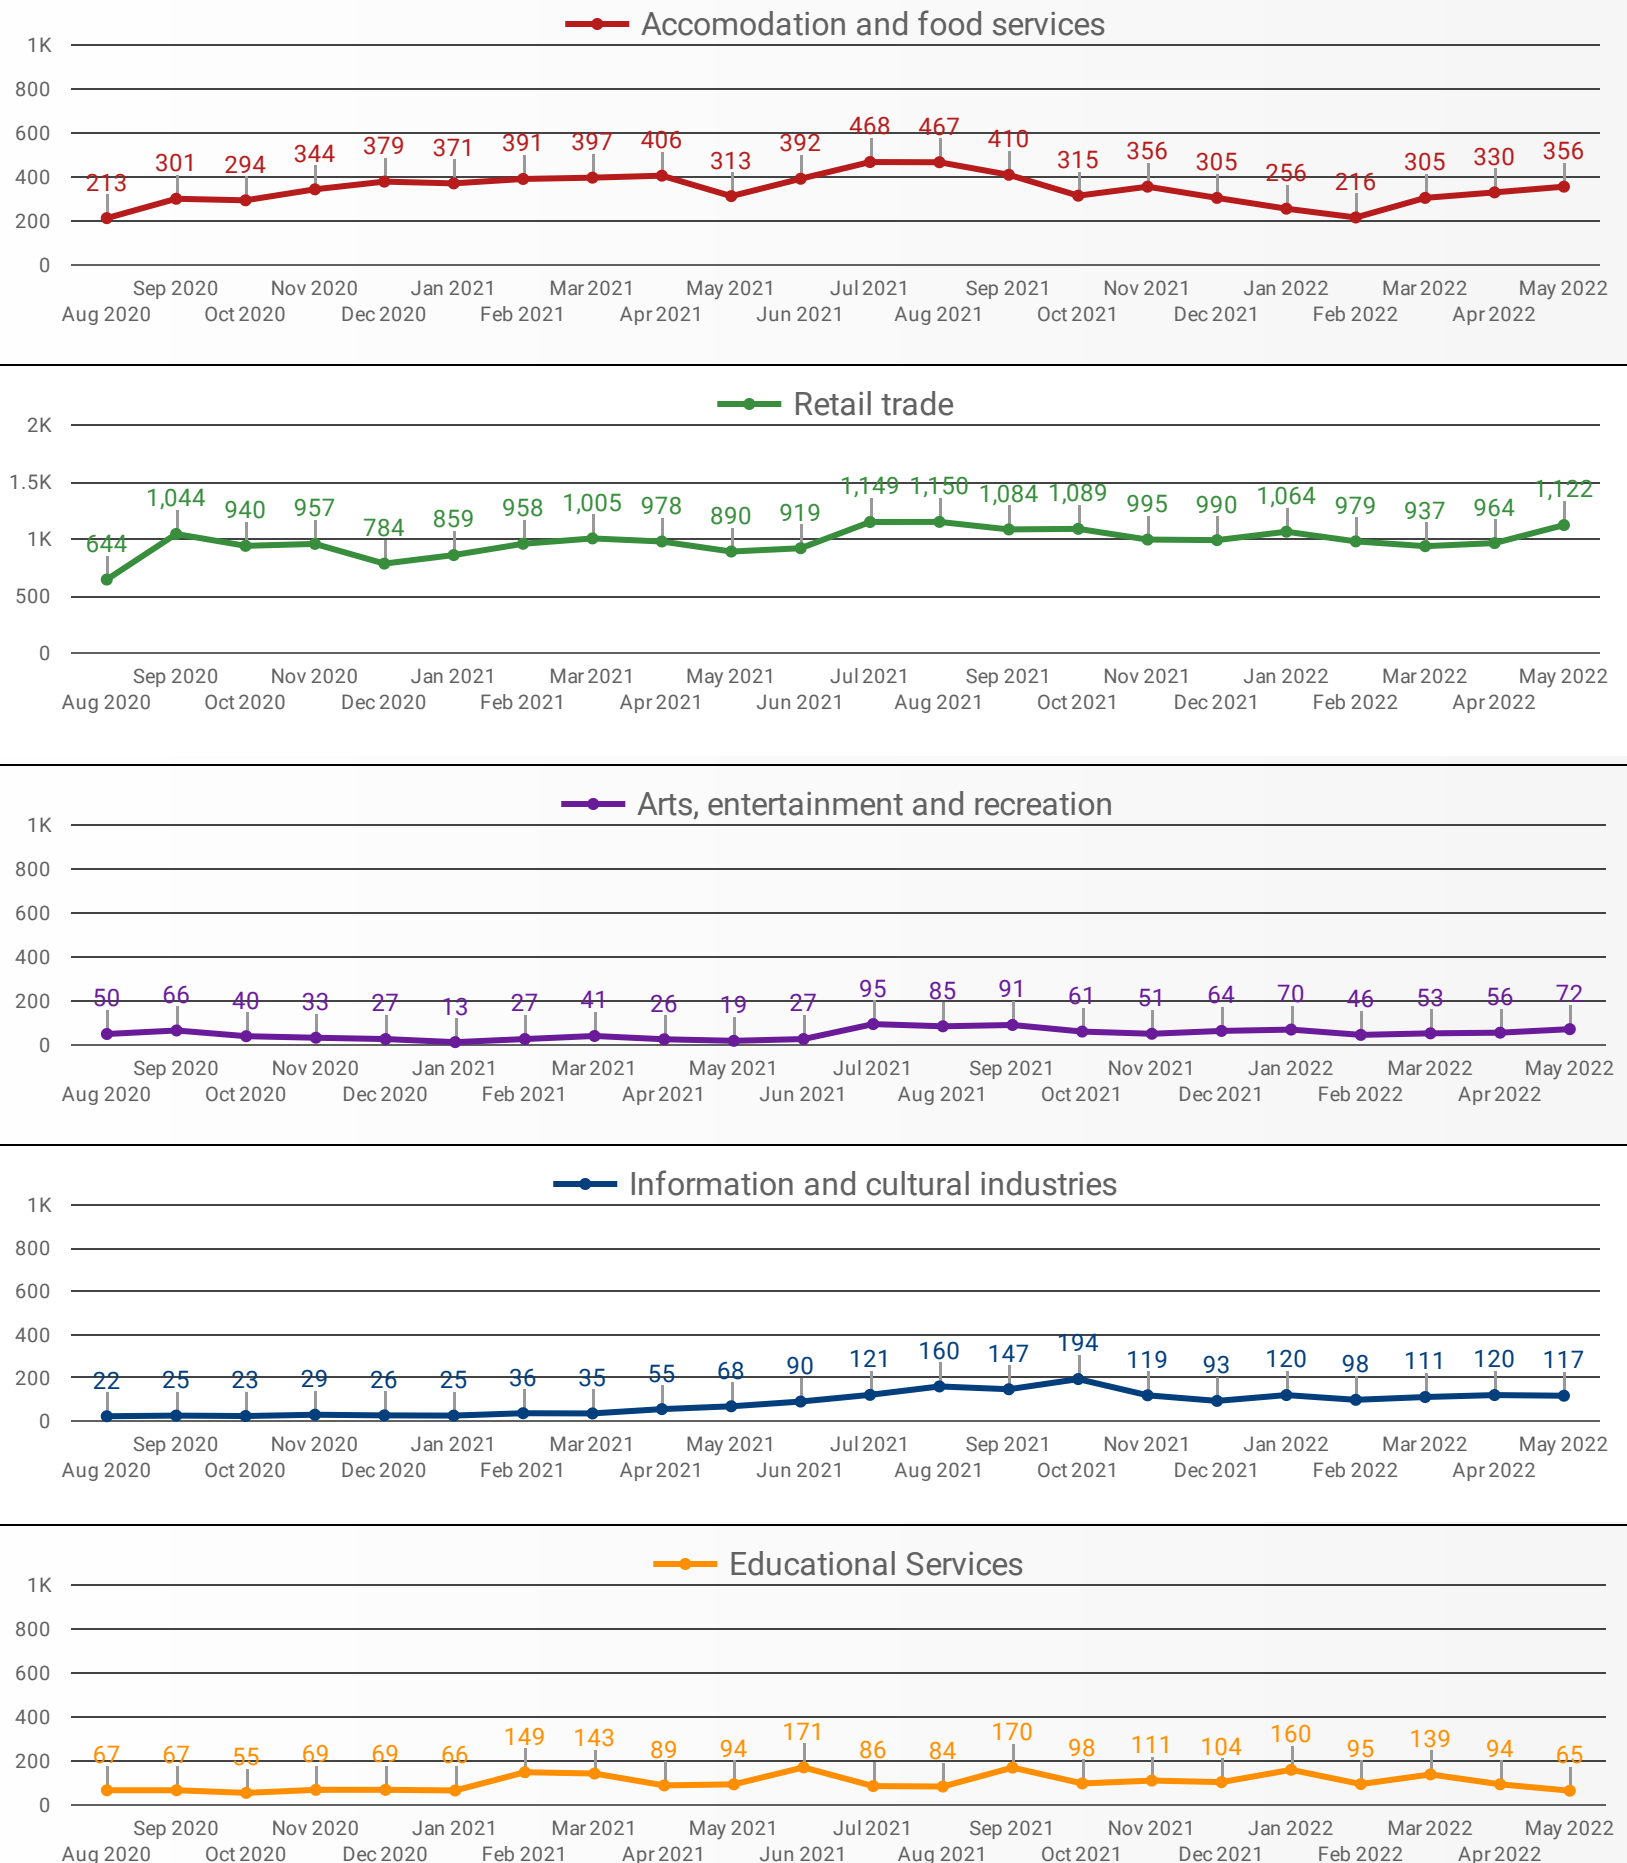 Accomodation and food services
1K
800
600
400
200
0
213 301 294 344 379 371 391 397 406 313 392 468 467 410 315 356 305 256 216 305 330 356
Sep 2020 Nov 2020 Jan 2021 Mar 2021 May 2021 Jul 2021 Sep 2021 Nov 2021 Jan 2022 Mar 2022 May 2022
Aug 2020 Oct 2020 Dec 2020 Feb 2021 Apr 2021 Jun 2021 Aug 2021 Oct 2021 Dec 2021 Feb 2022 Apr 2022
Retail trade
2K
1.5K
1K
500
0
644 1,044 940 957 784 859 958 1,005 978 890 919 1,149 1,150 1,084 1,089 995 990 1,064 979 937 964 1,122
Sep 2020 Nov 2020 Jan 2021 Mar 2021 May 2021 Jul 2021 Sep 2021 Nov 2021 Jan 2022 Mar 2022 May 2022
Aug 2020 Oct 2020 Dec 2020 Feb 2021 Apr 2021 Jun 2021 Aug 2021 Oct 2021 Dec 2021 Feb 2022 Apr 2022
Arts, entertainment and recreation
1K
800
600
400
200
0
50 66 40 33 27 13 27 41 26 19 27 95 85 91 61 51 64 70 46 53 56 72
Sep 2020 Nov 2020 Jan 2021 Mar 2021 May 2021 Jul 2021 Sep 2021 Nov 2021 Jan 2022 Mar 2022 May 2022
Aug 2020 Oct 2020 Dec 2020 Feb 2021 Apr 2021 Jun 2021 Aug 2021 Oct 2021 Dec 2021 Feb 2022 Apr 2022
Information and cultural industries
1K
800
600
400
200
0
22 25 23 29 26 25 36 35 55 68 90 121 160 147 194 119 93 120 98 111 120 117
Sep 2020 Nov 2020 Jan 2021 Mar 2021 May 2021 Jul 2021 Sep 2021 Nov 2021 Jan 2022 Mar 2022 May 2022
Aug 2020 Oct 2020 Dec 2020 Feb 2021 Apr 2021 Jun 2021 Aug 2021 Oct 2021 Dec 2021 Feb 2022 Apr 2022
Educational Services
1K
800
600
400
200
0
67 67 55 69 69 66 149 143 89 94 171 86 84 170 98 111 104 160 95 139 94 65
Sep 2020 Nov 2020 Jan 2021 Mar 2021 May 2021 Jul 2021 Sep 2021 Nov 2021 Jan 2022 Mar 2022 May 2022
Aug 2020 Oct 2020 Dec 2020 Feb 2021 Apr 2021 Jun 2021 Aug 2021 Oct 2021 Dec 2021 Feb 2022 Apr 2022